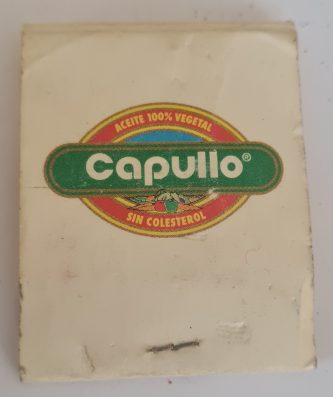 ACEITE 100% VEGETAL
Capullo®
SIN COLESTEROL